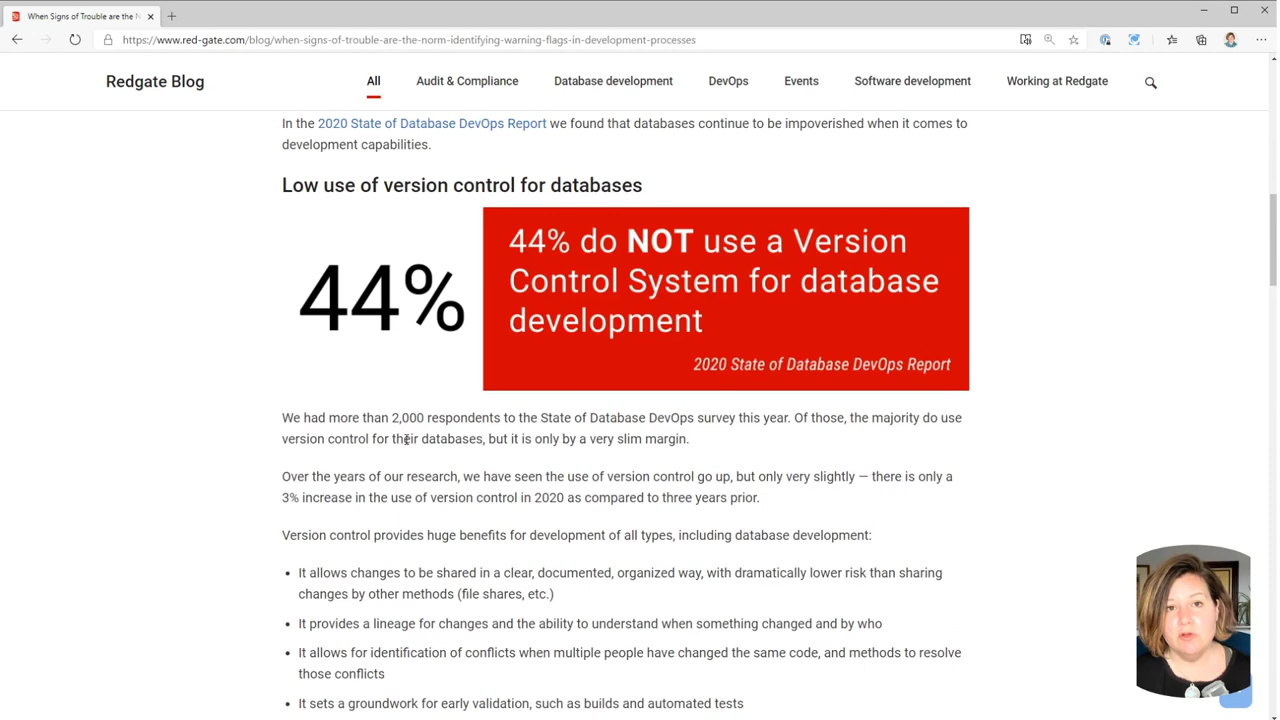 When Signs of Trouble are the N
https://www.red-gate.com/blog/when-signs-of-trouble-are-the-norm-identifying-warning-flags-in-development-processes
Redgate Blog
All
Audit & Compliance
Database development
DevOps
Events
Software development
Working at Redgate
In the 2020 State of Database DevOps Report we found that databases continue to be impoverished when it comes to
development capabilities.
Low use of version control for databases
44%
44% do NOT use a Version
Control System for database
development
2020 State of Database DevOps Report
We had more than 2,000 respondents to the State of Database DevOps survey this year. Of those, the majority do use
version control for their databases, but it is only by a very slim margin.
Over the years of our research, we have seen the use of version control go up, but only very slightly — there is only a
3% increase in the use of version control in 2020 as compared to three years prior.
Version control provides huge benefits for development of all types, including database development:
• It allows changes to be shared in a clear, documented, organized way, with dramatically lower risk than sharing
changes by other methods (file shares, etc.)
• It provides a lineage for changes and the ability to understand when something changed and by who
• It allows for identification of conflicts when multiple people have changed the same code, and methods to resolve
those conflicts
• It sets a groundwork for early validation, such as builds and automated tests